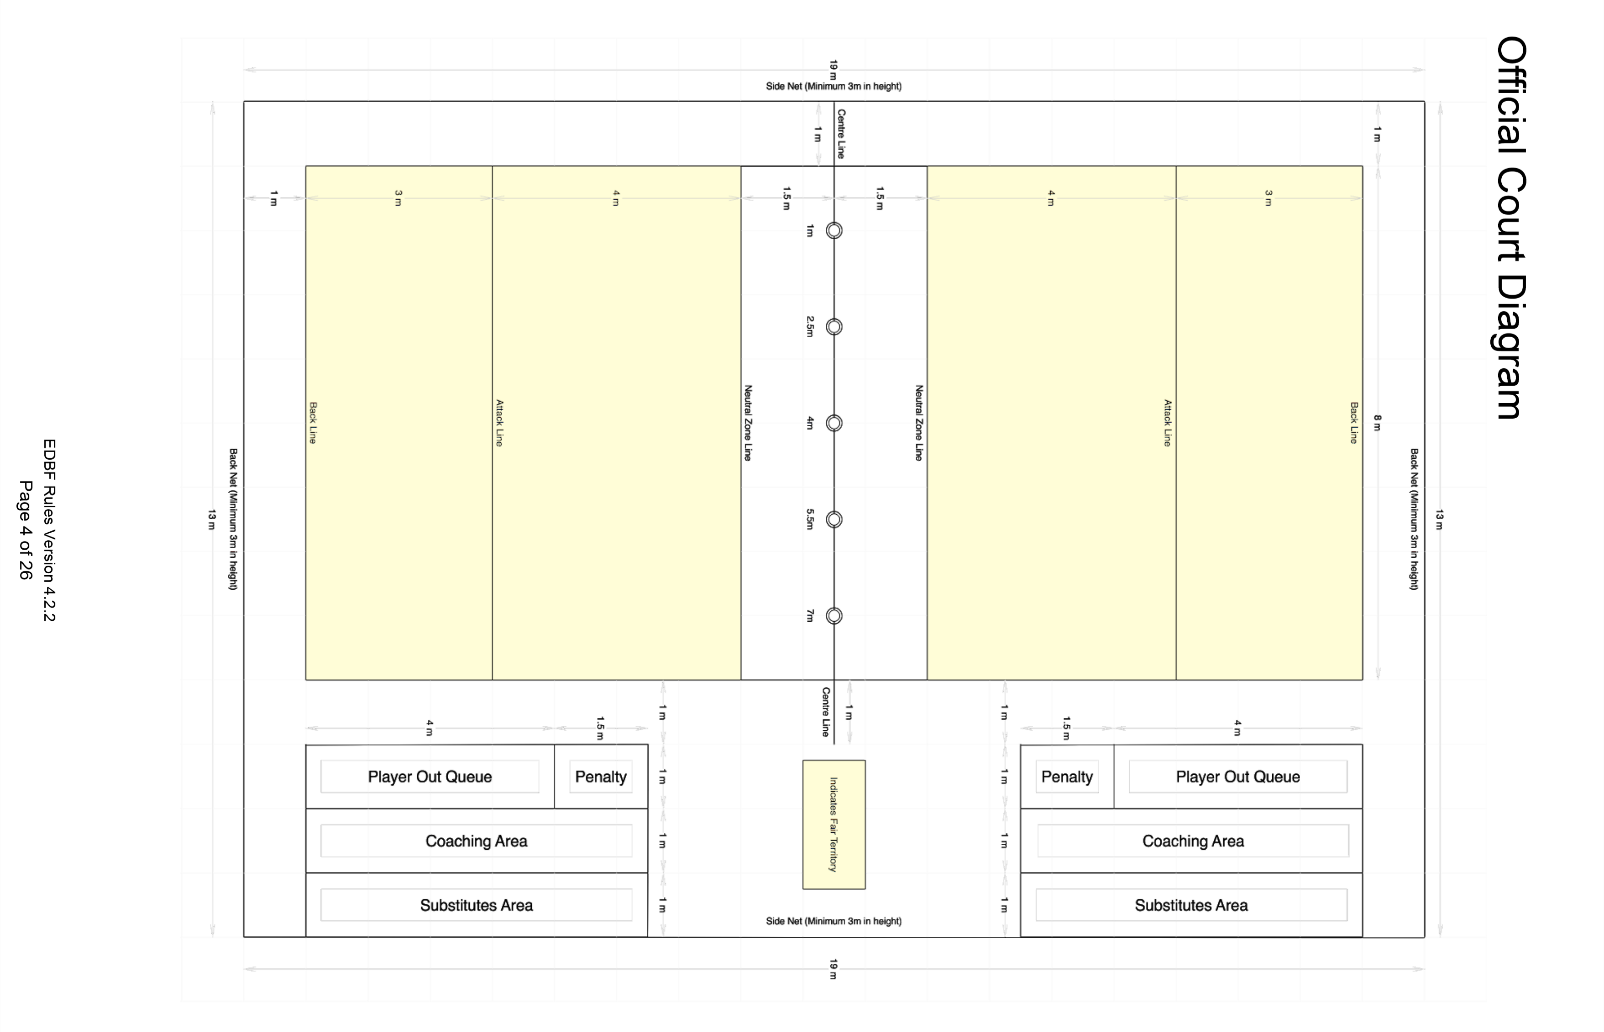 Official Court Diagram
19 m
Side Net (Minimum 3m in height)
1 m
Centre Line
1 m
1 m
3 m
4 m
1.5 m
1.5 m
4 m
3 m
1m
2.5m
4m
5.5m
7m
Back Line
Attack Line
Neutral Zone Line
Neutral Zone Line
Attack Line
Back Line
8 m
Back Net (Minimum 3m in height)
13 m
Back Net (Minimum 3m in height)
13 m
Centre Line
1 m
1 m
1 m
4 m
1.5 m
1.5 m
4 m
Player Out Queue
Penalty
1 m
1 m
Penalty
Player Out Queue
Coaching Area
1 m
Indicates Fair Territory
1 m
Coaching Area
Substitutes Area
1 m
1 m
Substitutes Area
Side Net (Minimum 3m in height)
19 m
EDBF Rules Version 4.2.2
Page 4 of 26